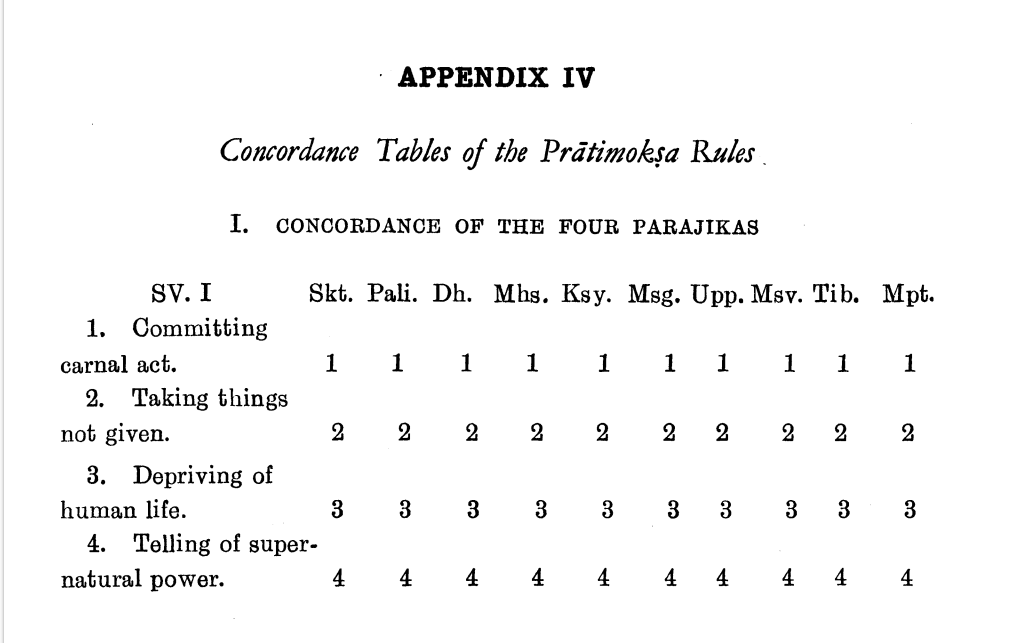 APPENDIX IV
Concordance Tables of the Prātimokṣa Rules
I. CONCORDANCE OF THE FOUR PARAJIKAS
SV. I Skt. Pali. Dh. Mhs. Ksy. Msg. Upp. Msv. Tib. Mpt.
1. Committing
carnal act. 1 1 1 1 1 1 1 1 1 1
2. Taking things
not given. 2 2 2 2 2 2 2 2 2 2
3. Depriving of
human life. 3 3 3 3 3 3 3 3 3 3
4. Telling of super-
natural power. 4 4 4 4 4 4 4 4 4 4